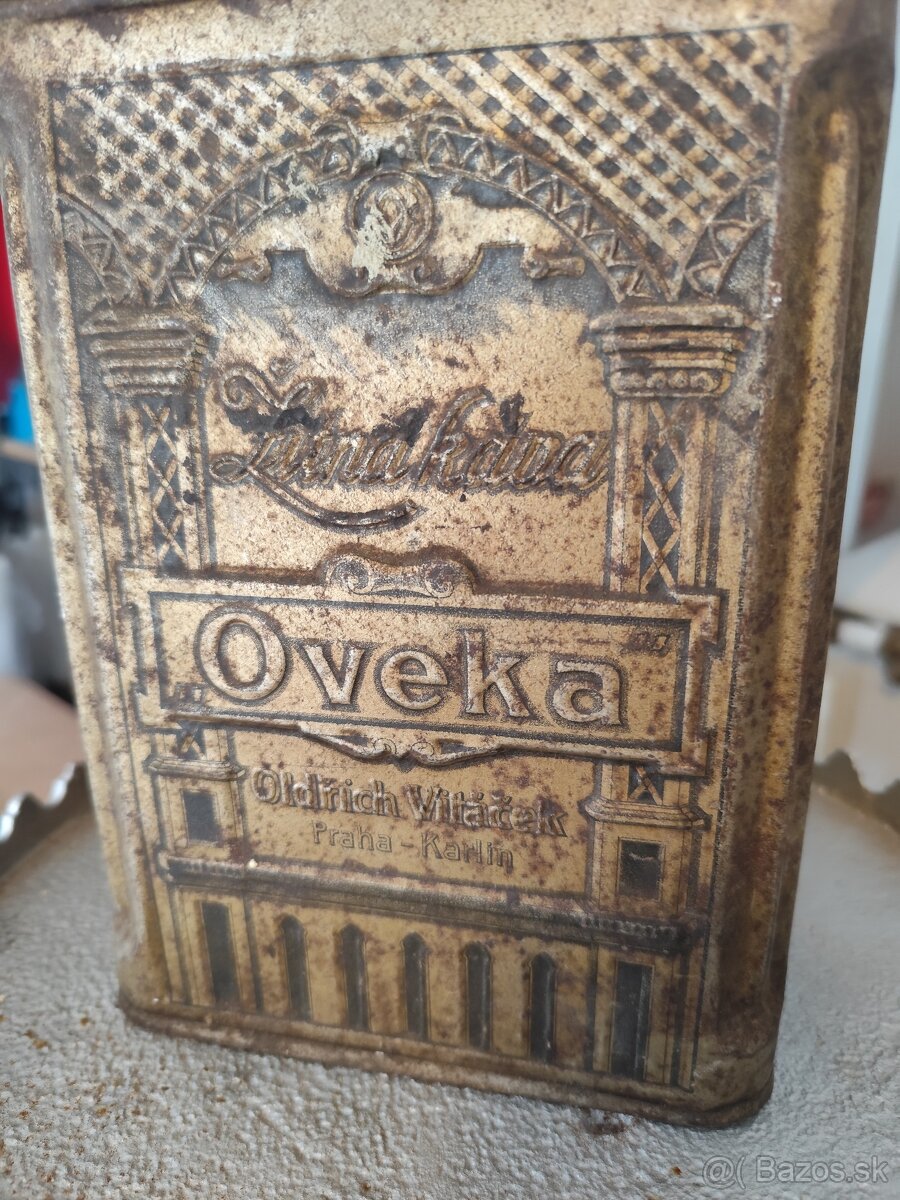 Žitná káva
Oveka
Oldřich Vitáček
Praha - Karlín
@( Bazos.sk